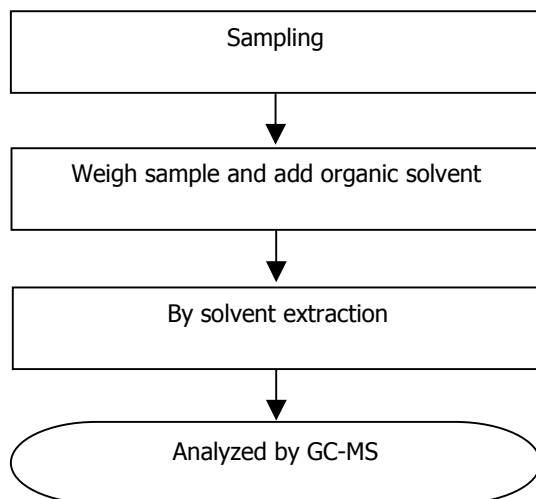 Sampling
Weigh sample and add organic solvent
By solvent extraction
Analyzed by GC-MS